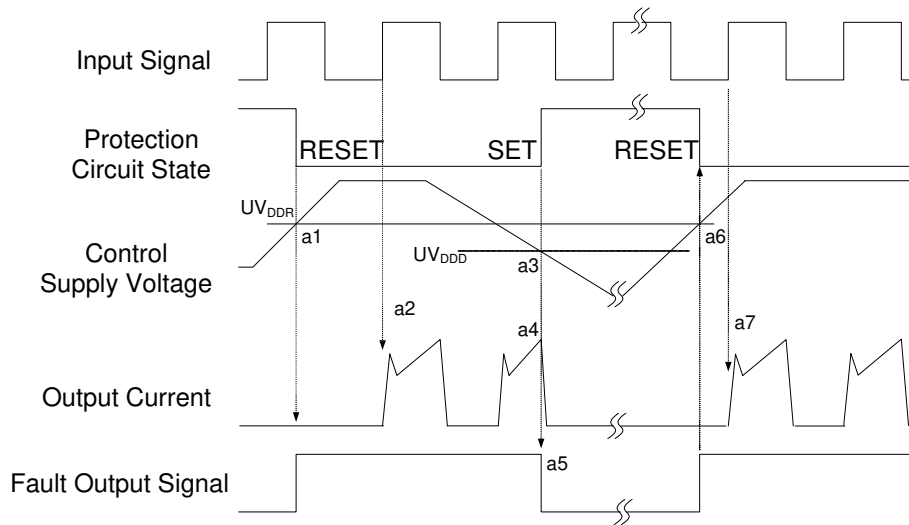 Input Signal
Protection
Circuit State
RESET
SET
RESET
UVDDR
a1
a6
Control
Supply Voltage
UVDDD
a3
a2
a4
a7
Output Current
a5
Fault Output Signal